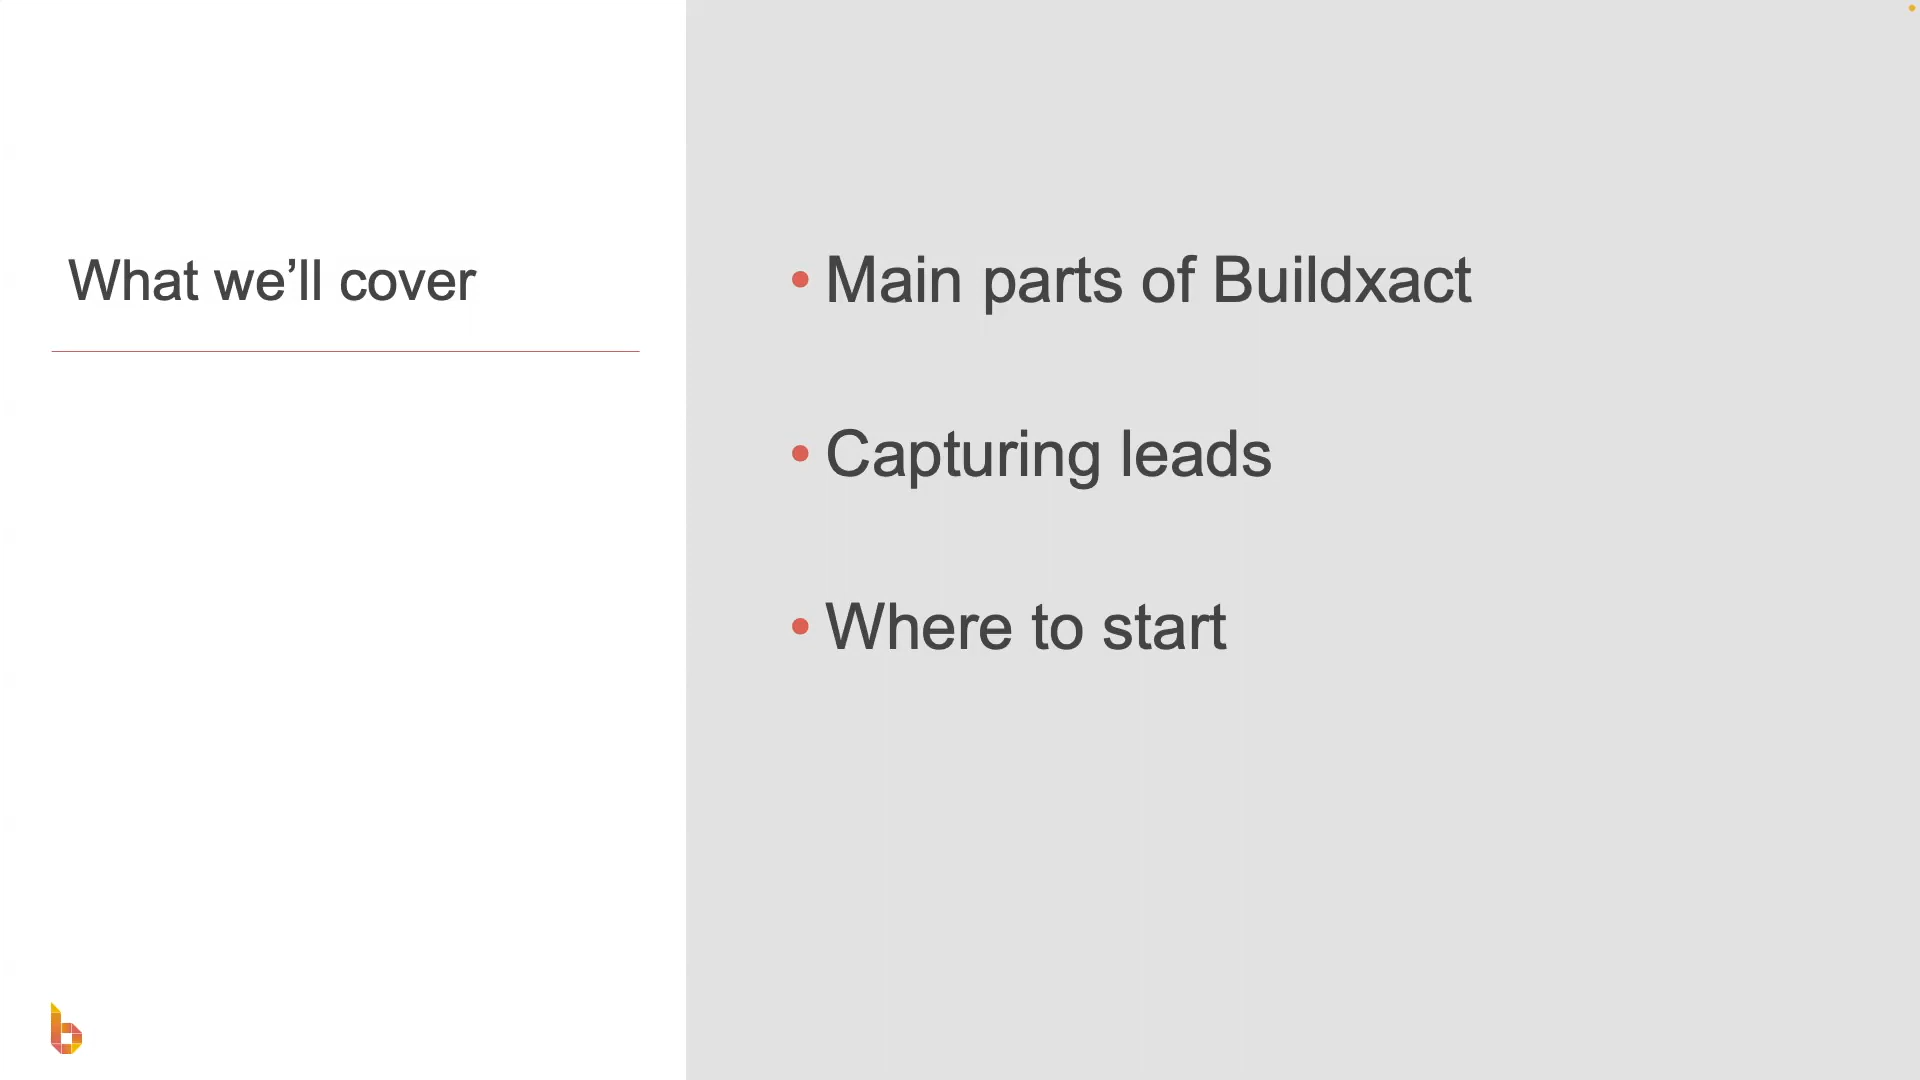 What we’ll cover
• Main parts of Buildxact
• Capturing leads
• Where to start